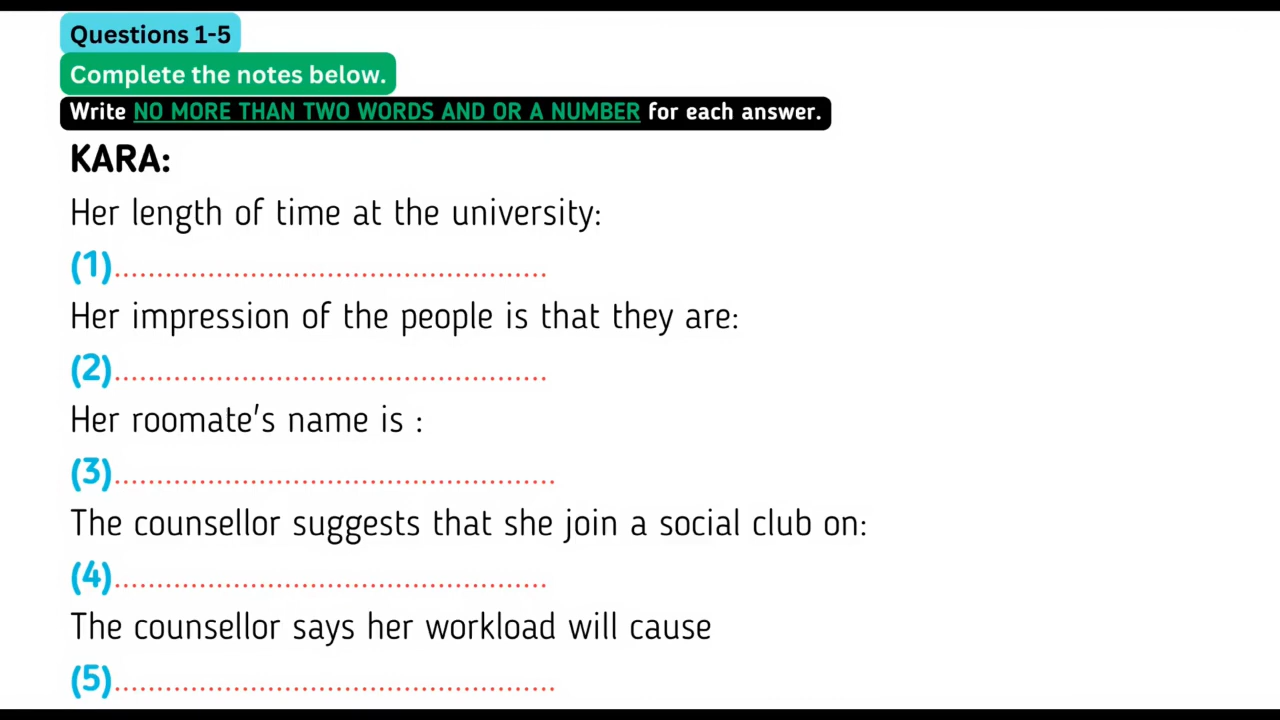 Questions 1-5
Complete the notes below.
Write NO MORE THAN TWO WORDS AND OR A NUMBER for each answer.
KARA:
Her length of time at the university:
(1)...................................................
Her impression of the people is that they are:
(2)...................................................
Her roomate's name is :
(3)....................................................
The counsellor suggests that she join a social club on:
(4)...................................................
The counsellor says her workload will cause
(5)....................................................